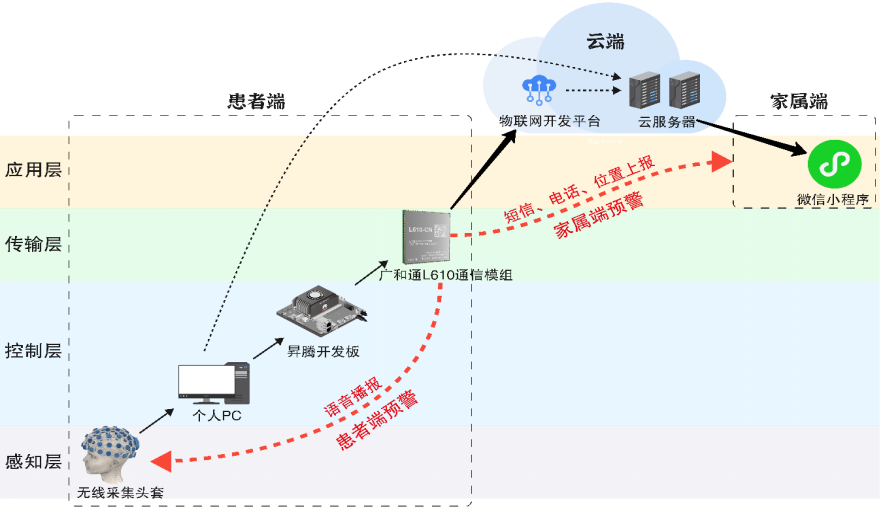 云端
患者端
家属端
物联网开发平台
云服务器
应用层
短信、电话、位置上报
家属端预警
微信小程序
传输层
L610-CN
广和通L610通信模组
控制层
昇腾开发板
语音播报
患者端预警
个人PC
感知层
无线采集头套